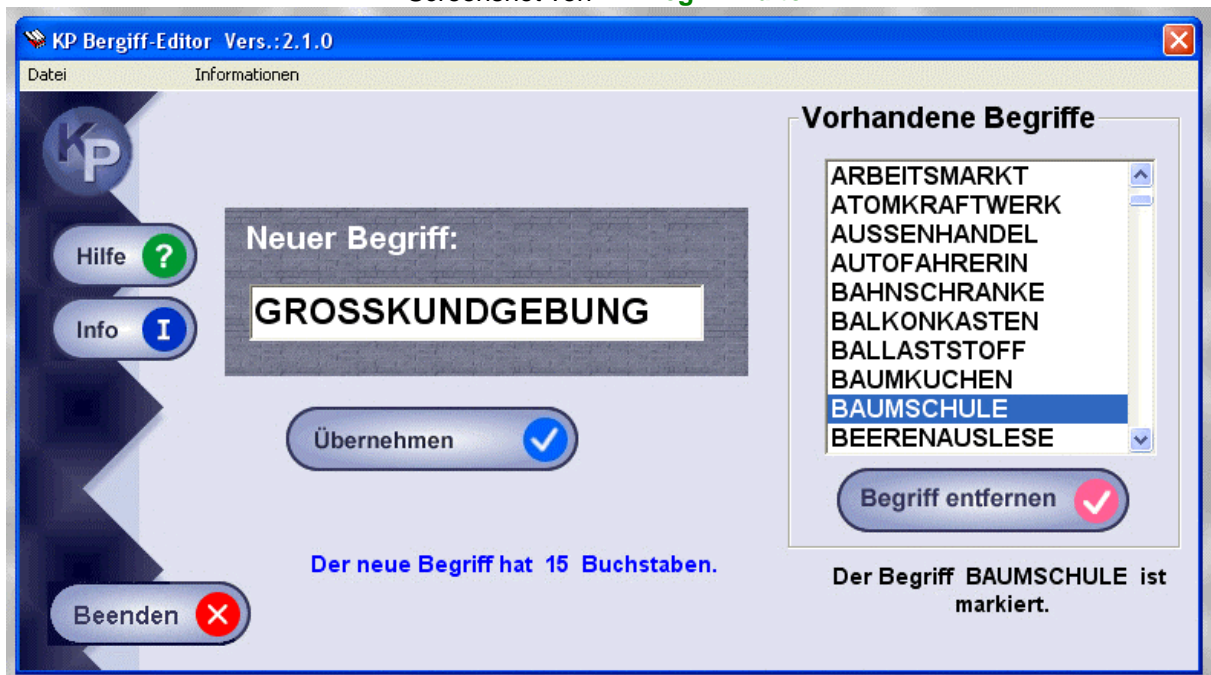 KP Bergiff-Editor Vers.:2.1.0
Datei Informationen
KP
Hilfe ?
Info I
Neuer Begriff:
GROSSKUNDGEBUNG
Übernehmen
Der neue Begriff hat 15 Buchstaben.
Beenden
Vorhandene Begriffe
ARBEITSMARKT
ATOMKRAFTWERK
AUSSENHANDEL
AUTOFAHRERIN
BAHNSCHRANKE
BALKONKASTEN
BALLASTSTOFF
BAUMKUCHEN
BAUMSCHULE
BEERENAUSLESE
Begriff entfernen
Der Begriff BAUMSCHULE ist
markiert.